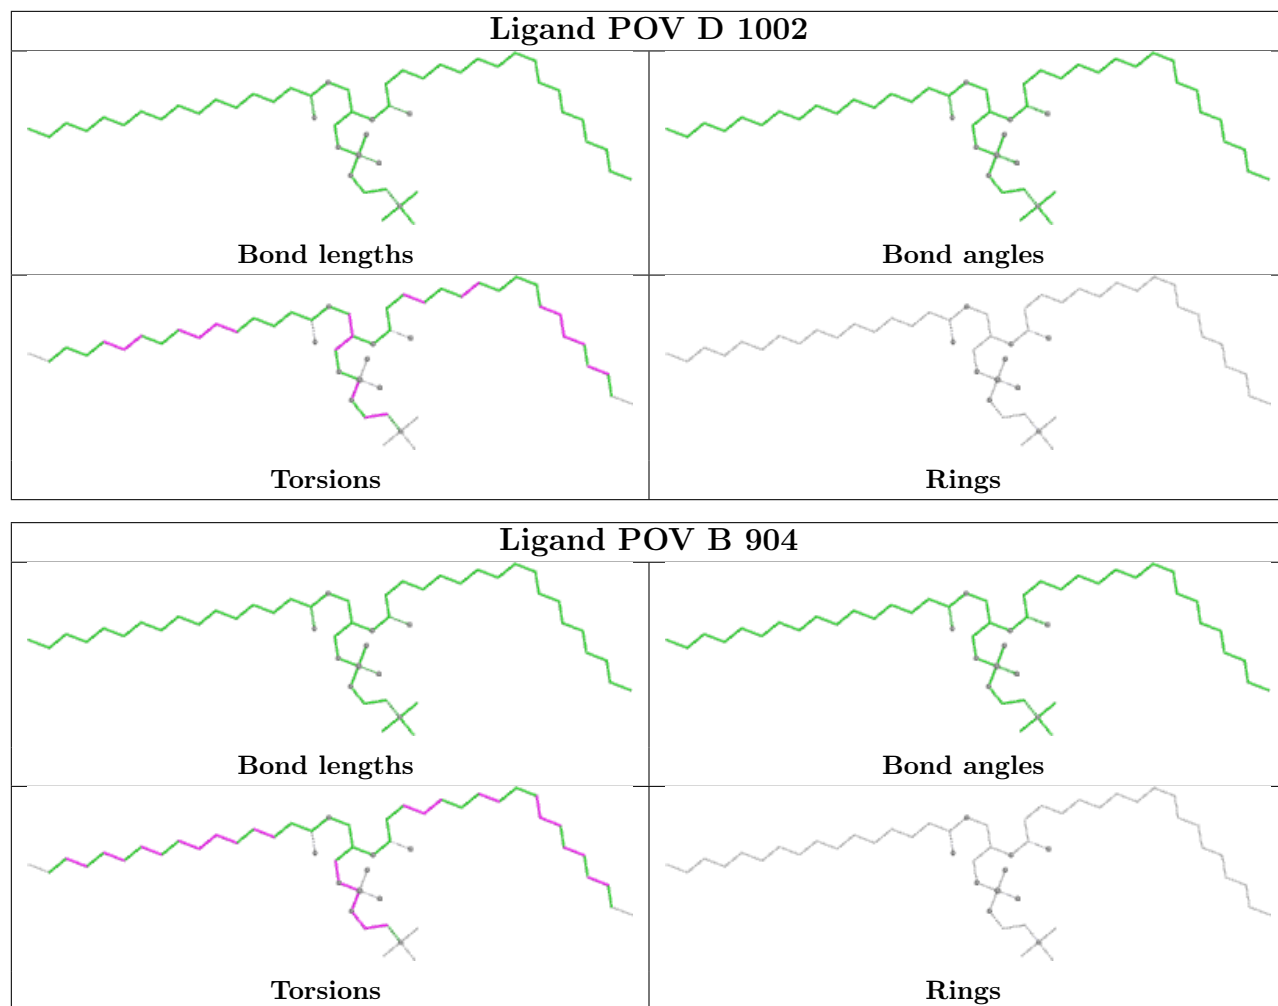 Ligand POV D 1002
Bond lengths
Bond angles
Torsions
Rings
Ligand POV B 904
Bond lengths
Bond angles
Torsions
Rings